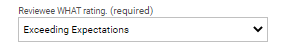 Reviewee WHAT rating. (required)
Exceeding Expectations